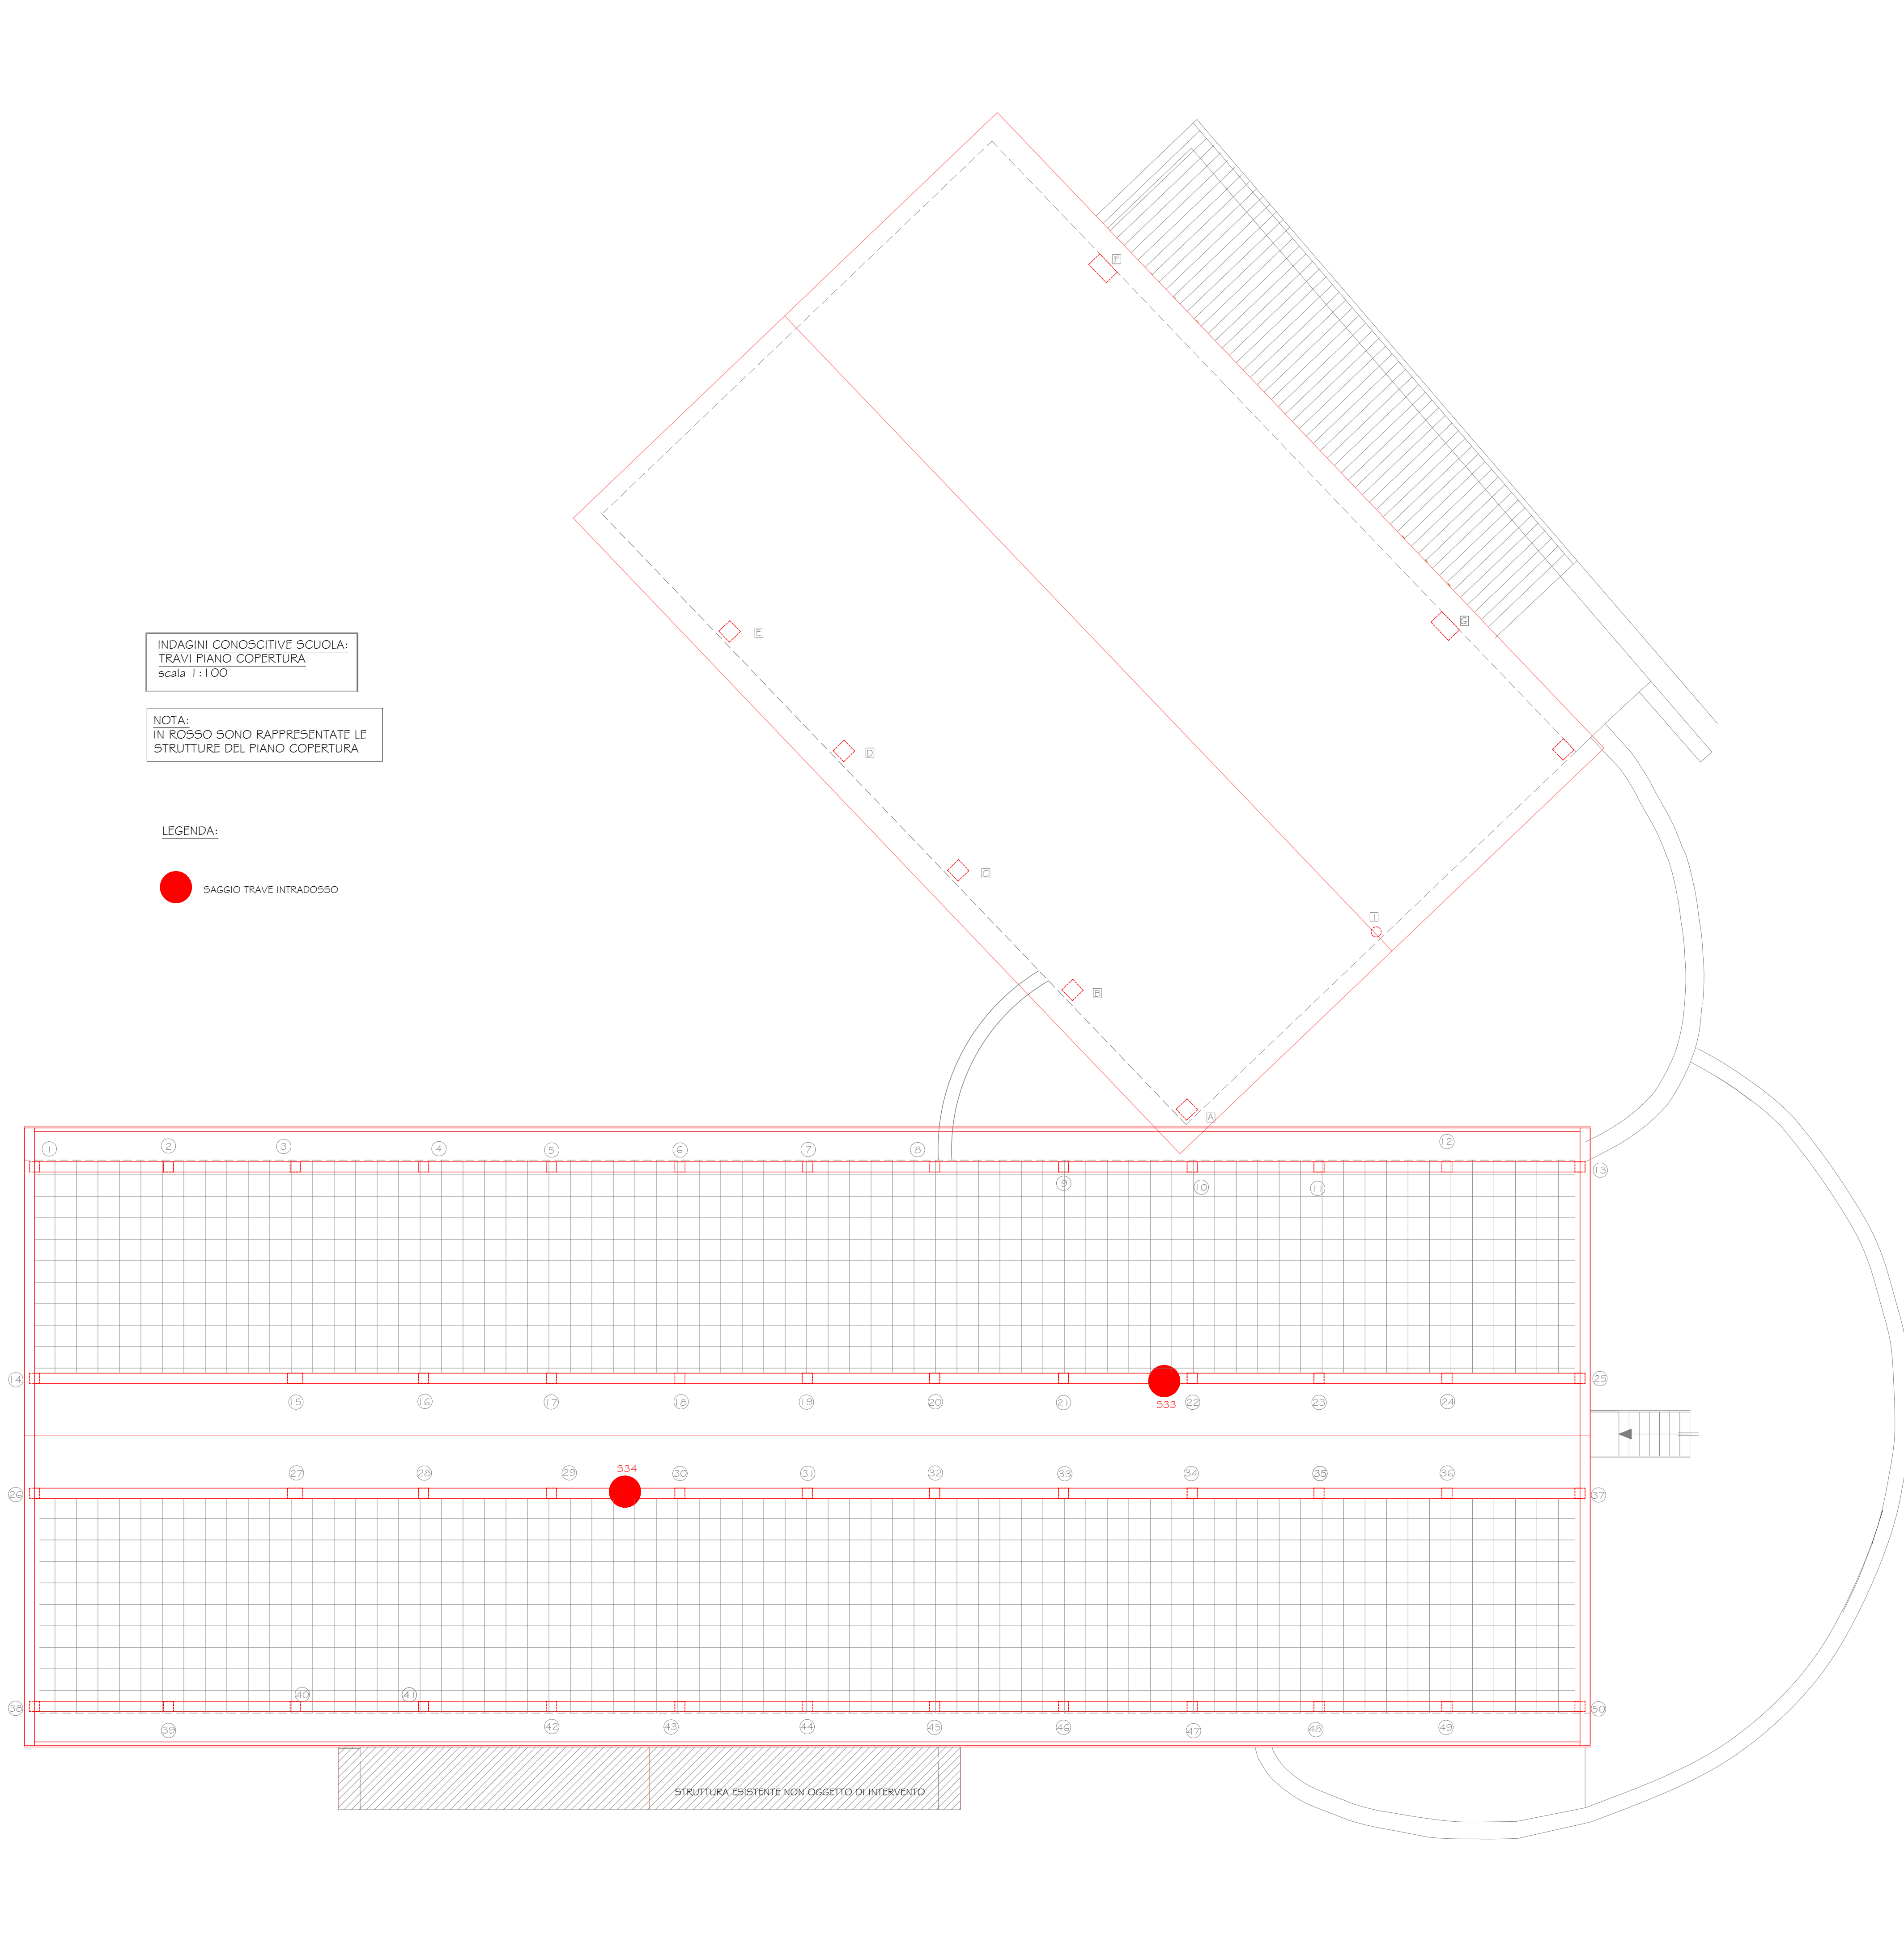 F
G
E
INDAGINI CONOSCITIVE SCUOLA:
TRAVI PIANO COPERTURA
scala 1:100
NOTA:
IN ROSSO SONO RAPPRESENTATE LE
STRUTTURE DEL PIANO COPERTURA
D
LEGENDA:
C
SAGGIO TRAVE INTRADOSSO
I
B
A
1 2 3 4 5 6 7 8 12
9 10 11 13
14 25
15 16 17 18 19 20 21 S33 22 23 24
S34
27 28 29 30 31 32 33 34 35 36
26 37
40 41
38 50
39 42 43 44 45 46 47 48 49
STRUTTURA ESISTENTE NON OGGETTO DI INTERVENTO